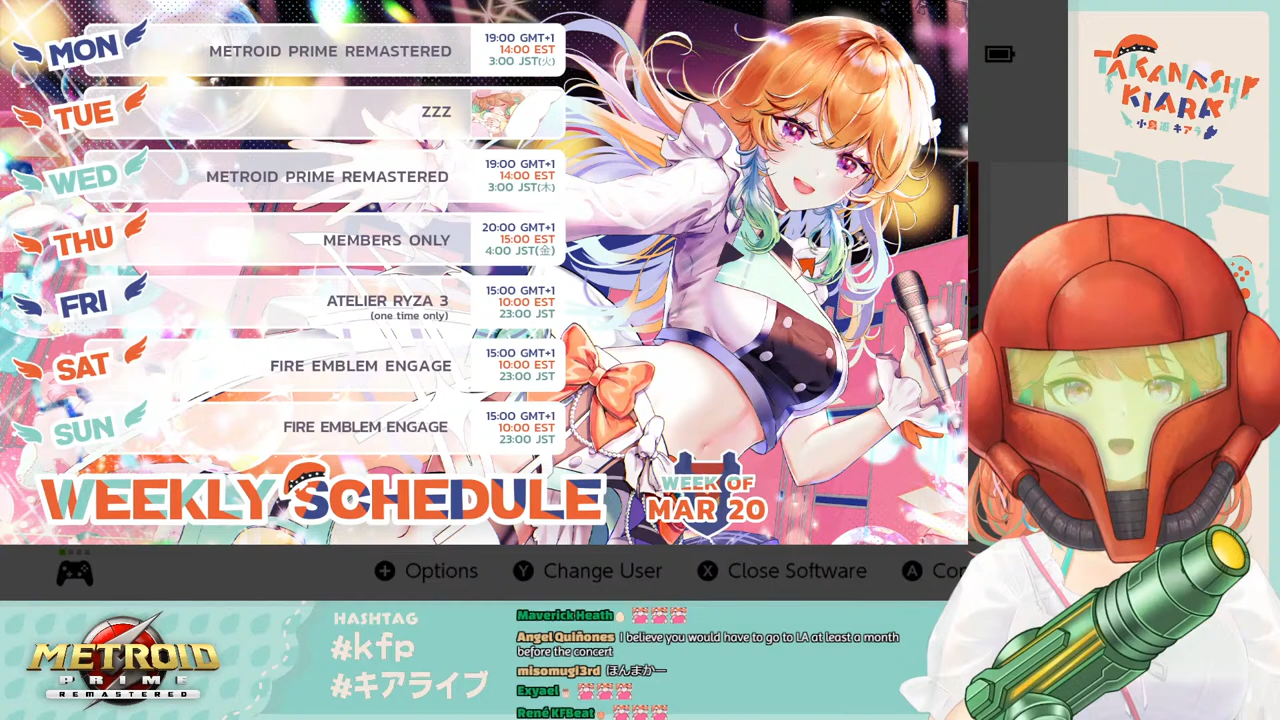 MON
METROID PRIME REMASTERED
19:00 GMT+1
14:00 EST
3:00 JST(火)
TUE
ZZZ
WED
METROID PRIME REMASTERED
19:00 GMT+1
14:00 EST
3:00 JST(木)
THU
MEMBERS ONLY
20:00 GMT+1
15:00 EST
4:00 JST(金)
FRI
ATELIER RYZA 3
(one time only)
15:00 GMT+1
10:00 EST
23:00 JST
SAT
FIRE EMBLEM ENGAGE
15:00 GMT+1
10:00 EST
23:00 JST
SUN
FIRE EMBLEM ENGAGE
15:00 GMT+1
10:00 EST
23:00 JST
WEEKLY SCHEDULE
WEEK OF
MAR 20
TAKANASHI
KIARA
小鳥遊キアラ
+ Options
Y Change User
X Close Software
A Co
METROID
PRIME
REMASTERED
HASHTAG
#kfp
#キアライブ
Maverick Heath
Angel Quiñones I believe you would have to go to LA at least a month
before the concert
misomugi3rd ほんまかー
Exyael
René KFBeat